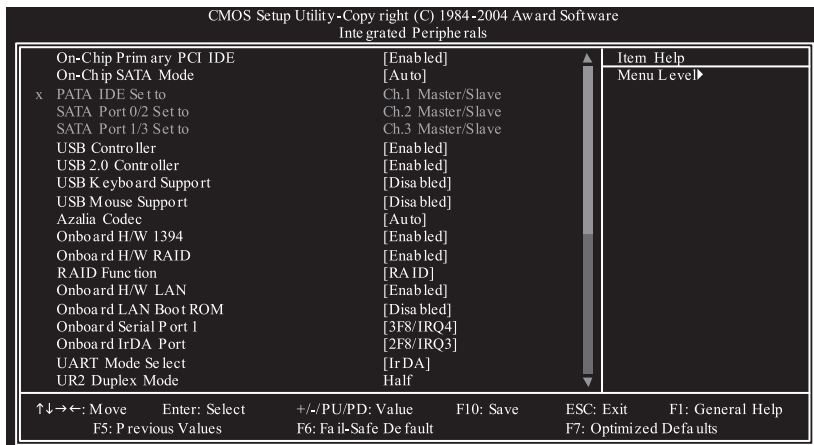 CMOS Setup Utility-Copy right (C) 1984-2004 Award Software
Integrated Peripherals
On-Chip Primary PCI IDE [Enabled]
Item Help
On-Chip SATA Mode [Auto]
Menu Level
x PATA IDE Set to Ch.1 Master/Slave
SATA Port 0/2 Set to Ch.2 Master/Slave
SATA Port 1/3 Set to Ch.3 Master/Slave
USB Controller [Enabled]
USB 2.0 Controller [Enabled]
USB Keyboard Support [Disabled]
USB Mouse Support [Disabled]
Azalia Codec [Auto]
Onboard H/W 1394 [Enabled]
Onboard H/W RAID [Enabled]
RAID Function [RAID]
Onboard H/W LAN [Enabled]
Onboard LAN Boot ROM [Disabled]
Onboard Serial Port 1 [3F8/IRQ4]
Onboard IrDA Port [2F8/IRQ3]
UART Mode Select [IrDA]
UR2 Duplex Mode Half
↑↓→←: Move Enter: Select +/-/PU/PD: Value F10: Save ESC: Exit F1: General Help
F5: Previous Values F6: Fail-Safe Default F7: Optimized Defaults